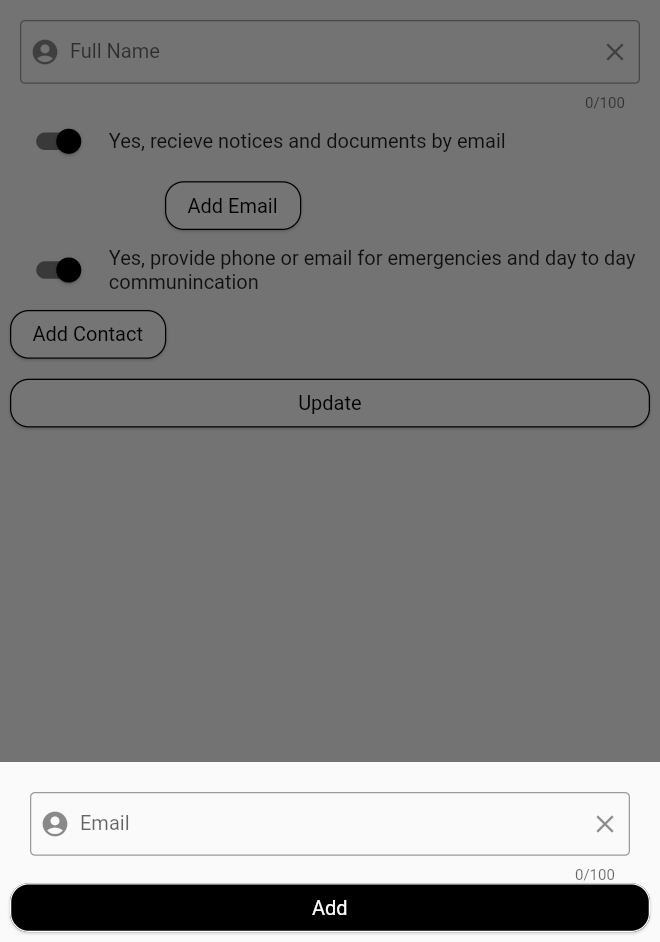 Full Name
0/100
Yes, recieve notices and documents by email
Add Email
Yes, provide phone or email for emergencies and day to day
communincation
Add Contact
Update
Email
0/100
Add